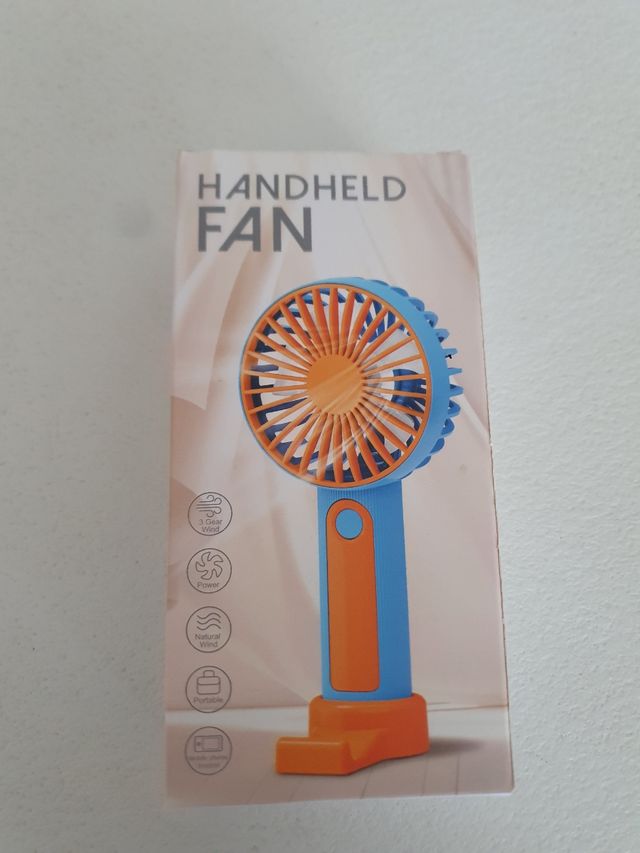 HANDHELD
FAN
3 Gear
Wind
Power
Natural
Wind
Portable